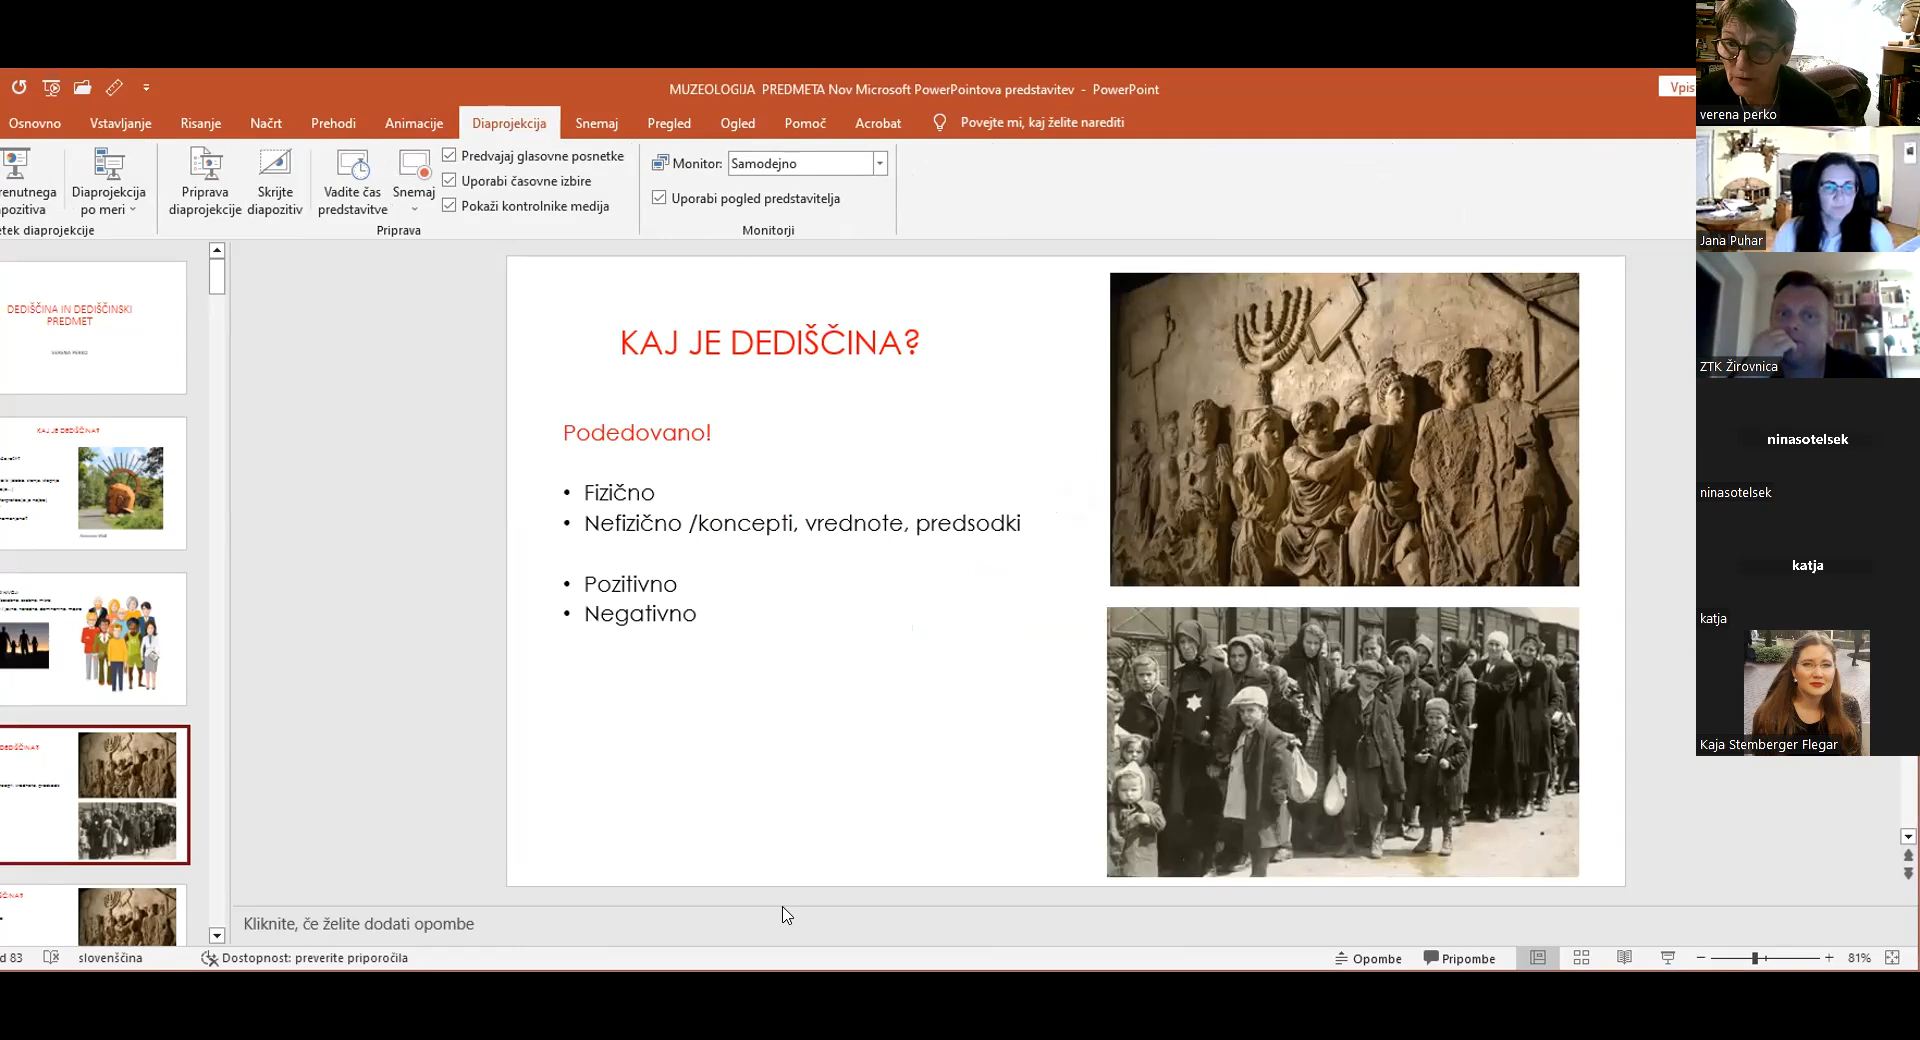 MUZEOLOGIJA PREDMETA Nov Microsoft PowerPointova predstavitev - PowerPoint
Vpis
Osnovno Vstavljanje Risanje Načrt Prehodi Animacije Diaprojekcija Snemaj Pregled Ogled Pomoč Acrobat Povejte mi, kaj želite narediti
renutnega
pozitiva
Diaprojekcija
po meri
etek diaprojekcije
Priprava
diaprojekcije
Skrijte
diapozitiv
Vadite čas
predstavitve
Snemaj
Predvajaj glasovne posnetke
Uporabi časovne izbire
Pokaži kontrolnike medija
Priprava
Monitor: Samodejno
Uporabi pogled predstavitelja
Monitorji
DEDIŠČINA IN DEDIŠČINSKI
PREDMET
VERENA PERKO
KAJ JE DEDIŠČINA?
KAJ JE DEDIŠČINA?
Podedovano!
• Fizično
• Nefizično /koncepti, vrednote, predsodki
• Pozitivno
• Negativno
Kliknite, če želite dodati opombe
d 83 slovenščina Dostopnost: preverite priporočila
Opombe Pripombe 81%
verena perko
Jana Puhar
ZTK Žirovnica
ninasotelsek
ninasotelsek
katja
katja
Kaja Stemberger Flegar